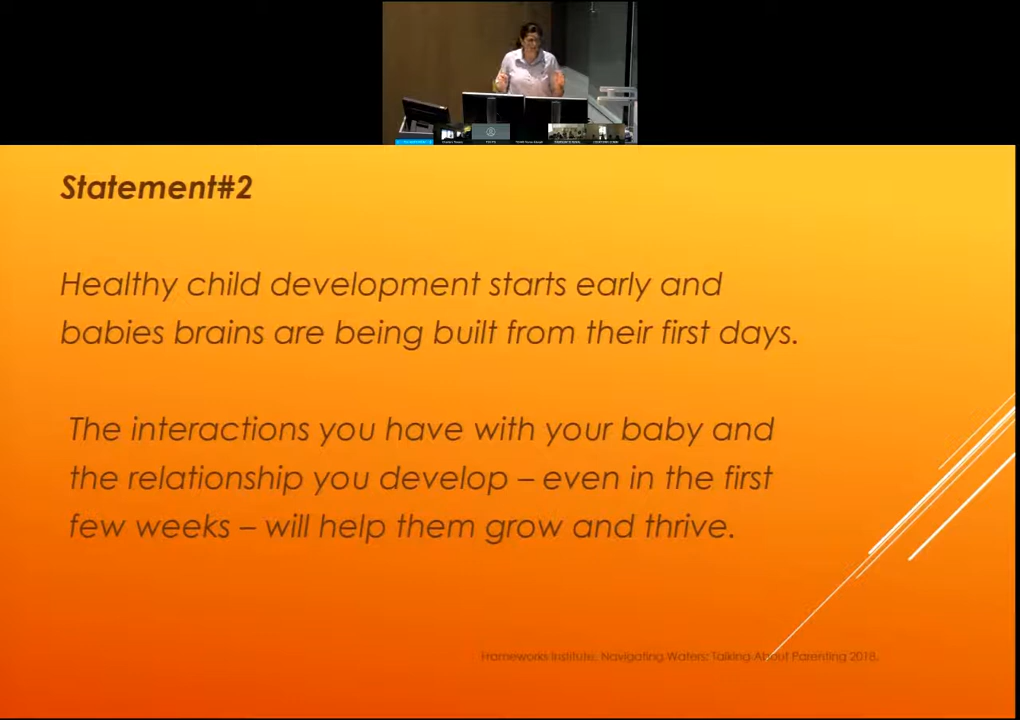 Statement#2
Healthy child development starts early and
babies brains are being built from their first days.
The interactions you have with your baby and
the relationship you develop – even in the first
few weeks – will help them grow and thrive.
Frameworks Institute. Navigating Waters: Talking About Parenting 2018.